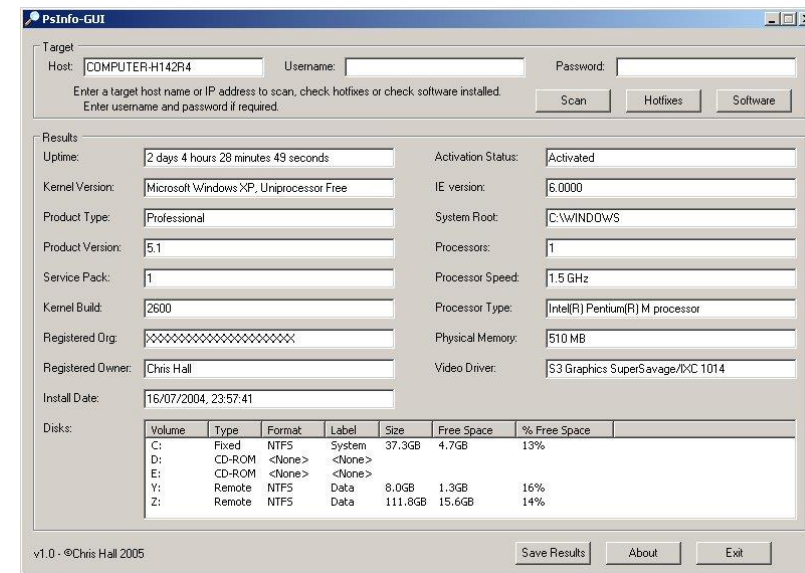 PsInfo-GUI
Target
Host: COMPUTER-H142R4 Username: Password:
Enter a target host name or IP address to scan, check hotfixes or check software installed.
Enter username and password if required.
Scan Hotfixes Software
Results
Uptime: 2 days 4 hours 28 minutes 49 seconds Activation Status: Activated
Kernel Version: Microsoft Windows XP, Uniprocessor Free IE version: 6.0000
Product Type: Professional System Root: C:\WINDOWS
Product Version: 5.1 Processors: 1
Service Pack: 1 Processor Speed: 1.5 GHz
Kernel Build: 2600 Processor Type: Intel(R) Pentium(R) M processor
Registered Org: XXXXXXXXXXXXXXXXXXXX Physical Memory: 510 MB
Registered Owner: Chris Hall Video Driver: S3 Graphics SuperSavage/IXC 1014
Install Date: 16/07/2004, 23:57:41
Disks: Volume Type Format Label Size Free Space % Free Space
C: Fixed NTFS System 37.3GB 4.7GB 13%
D: CD-ROM <None> <None>
E: CD-ROM <None> <None>
Y: Remote NTFS Data 8.0GB 1.3GB 16%
Z: Remote NTFS Data 111.8GB 15.6GB 14%
v1.0 - ©Chris Hall 2005 Save Results About Exit